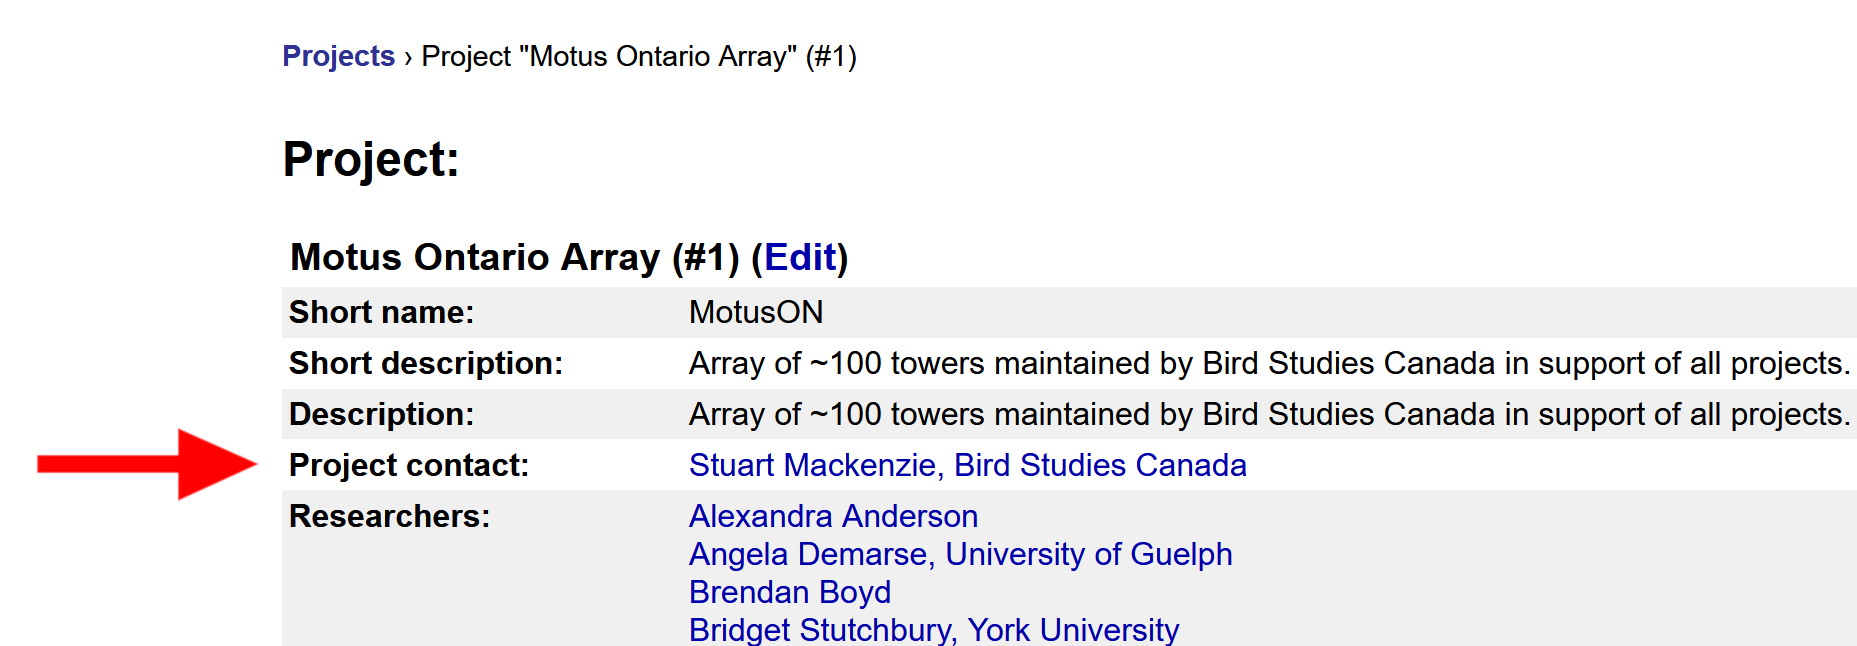 Projects › Project "Motus Ontario Array" (#1)
Project:
Motus Ontario Array (#1) (Edit)
Short name: MotusON
Short description: Array of ~100 towers maintained by Bird Studies Canada in support of all projects.
Description: Array of ~100 towers maintained by Bird Studies Canada in support of all projects.
Project contact: Stuart Mackenzie, Bird Studies Canada
Researchers: Alexandra Anderson
Angela Demarse, University of Guelph
Brendan Boyd
Bridget Stutchbury, York University